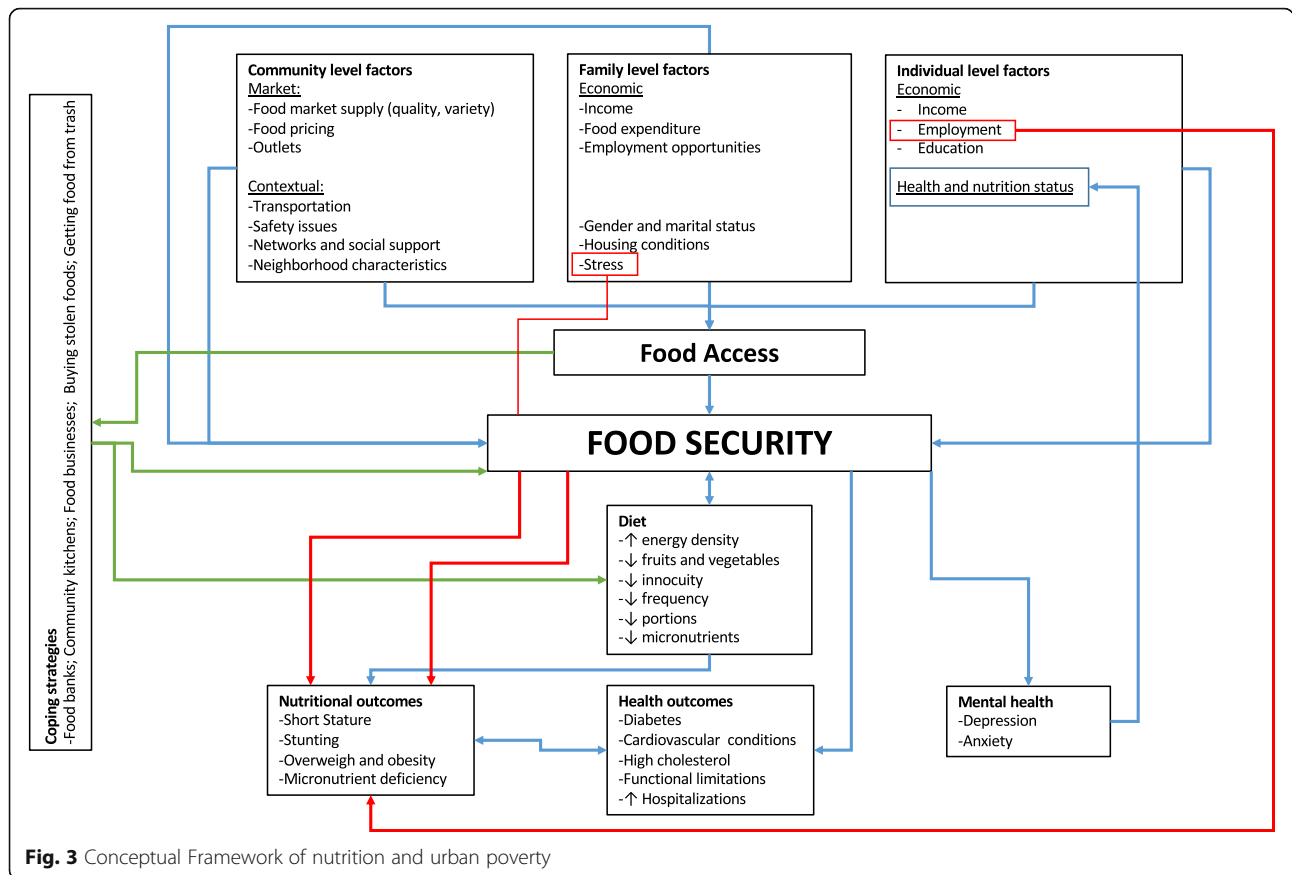 Community level factors
Market:
-Food market supply (quality, variety)
-Food pricing
-Outlets
Contextual:
-Transportation
-Safety issues
-Networks and social support
-Neighborhood characteristics
Family level factors
Economic
-Income
-Food expenditure
-Employment opportunities
-Gender and marital status
-Housing conditions
-Stress
Individual level factors
Economic
- Income
- Employment
- Education
Health and nutrition status
Coping strategies
-Food banks; Community kitchens; Food businesses; Buying stolen foods; Getting food from trash
Food Access
FOOD SECURITY
Diet
-↑ energy density
-↓ fruits and vegetables
-↓ innocuity
-↓ frequency
-↓ portions
-↓ micronutrients
Nutritional outcomes
-Short Stature
-Stunting
-Overweigh and obesity
-Micronutrient deficiency
Health outcomes
-Diabetes
-Cardiovascular conditions
-High cholesterol
-Functional limitations
-↑ Hospitalizations
Mental health
-Depression
-Anxiety
Fig. 3 Conceptual Framework of nutrition and urban poverty